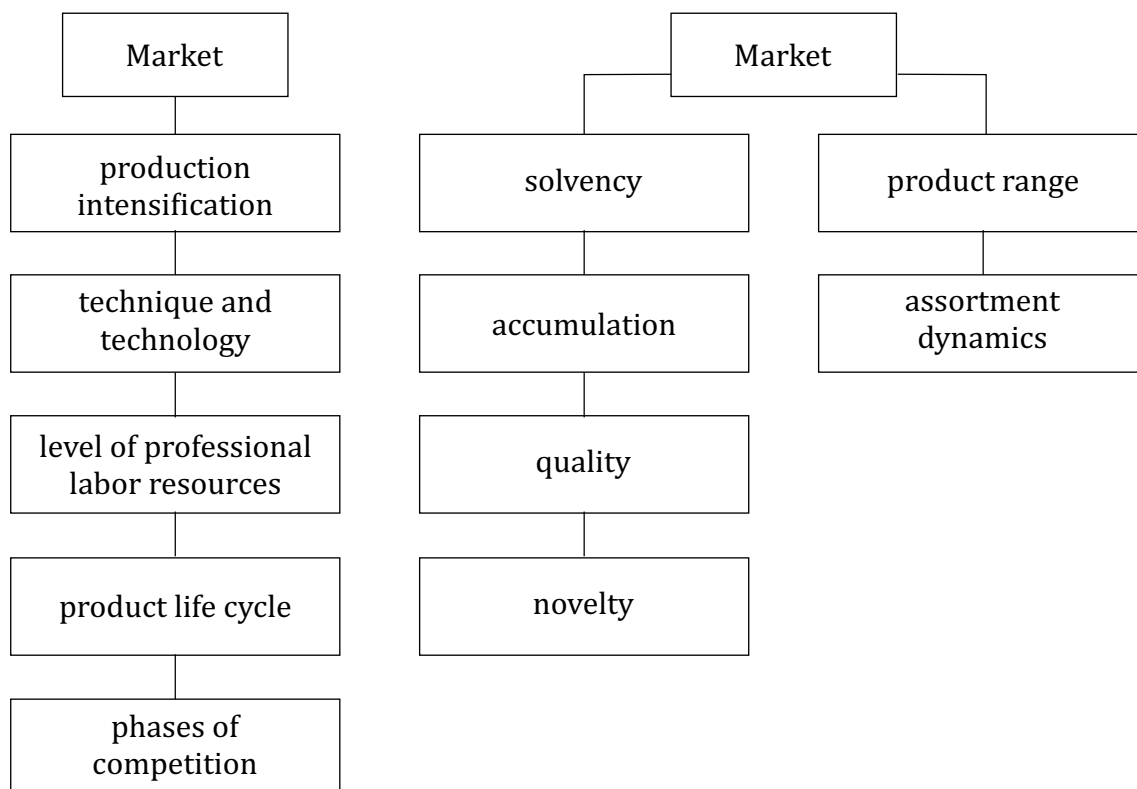 Market
production
intensification
technique and
technology
level of professional
labor resources
product life cycle
phases of
competition
Market
solvency
accumulation
quality
novelty
product range
assortment
dynamics